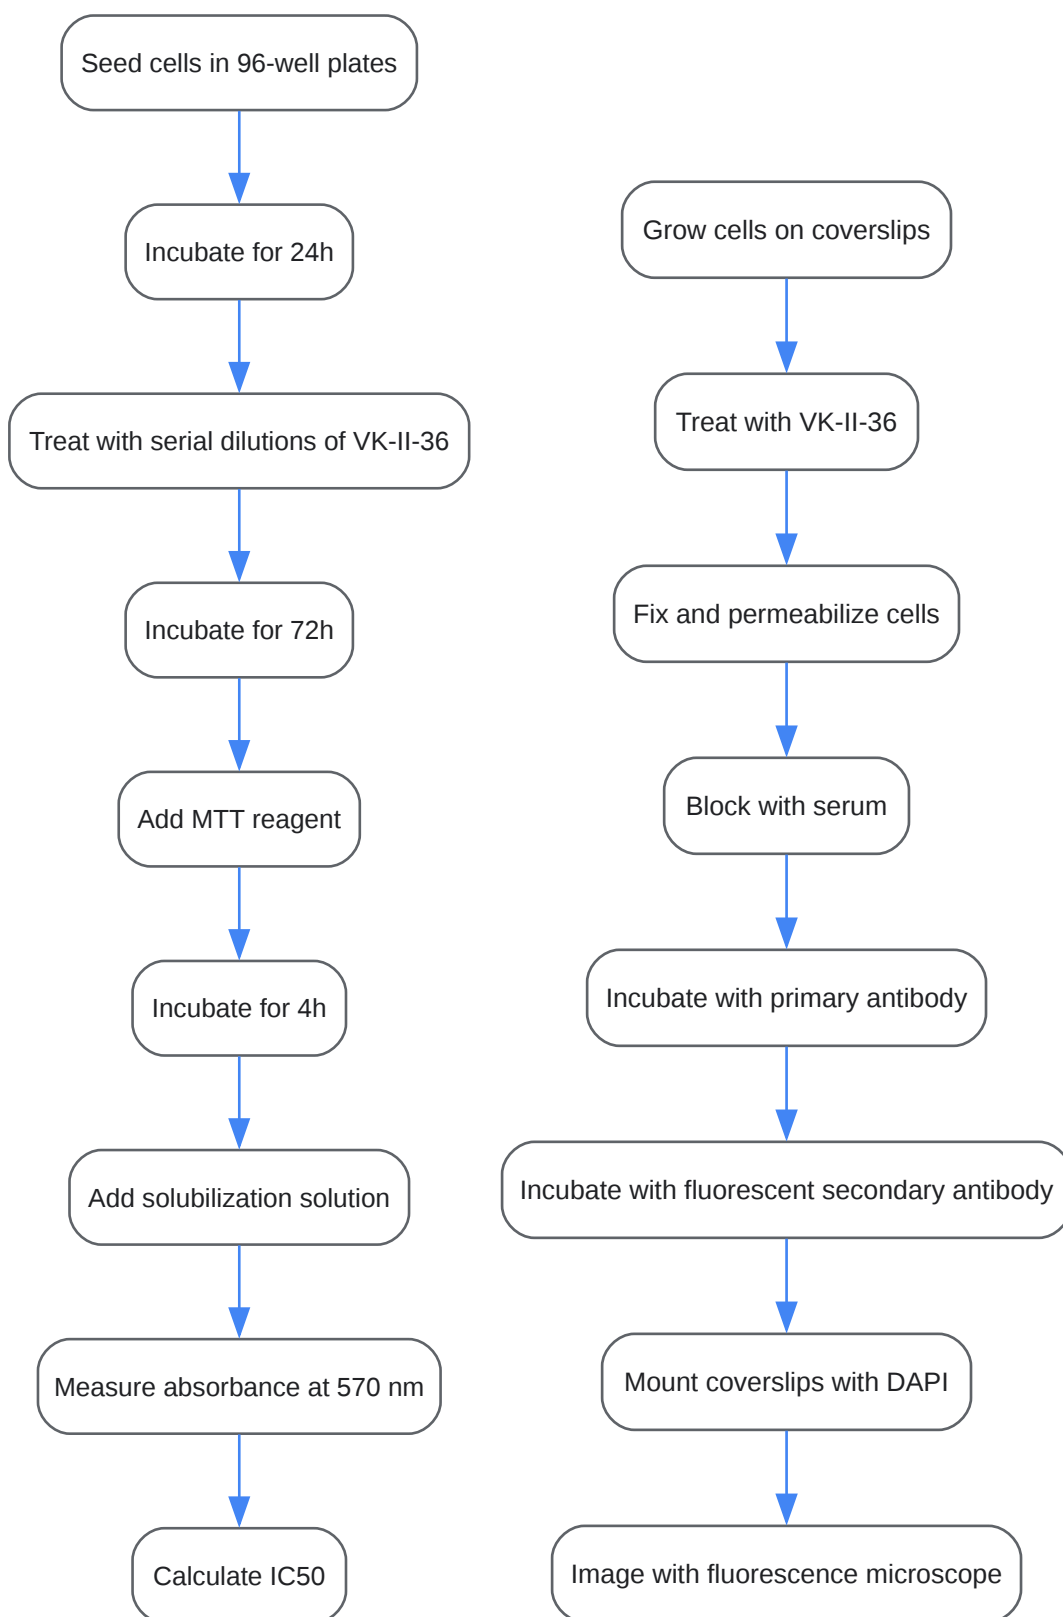 Seed cells in 96-well plates
Incubate for 24h
Treat with serial dilutions of VK-II-36
Incubate for 72h
Add MTT reagent
Incubate for 4h
Add solubilization solution
Measure absorbance at 570 nm
Calculate IC50
Grow cells on coverslips
Treat with VK-II-36
Fix and permeabilize cells
Block with serum
Incubate with primary antibody
Incubate with fluorescent secondary antibody
Mount coverslips with DAPI
Image with fluorescence microscope